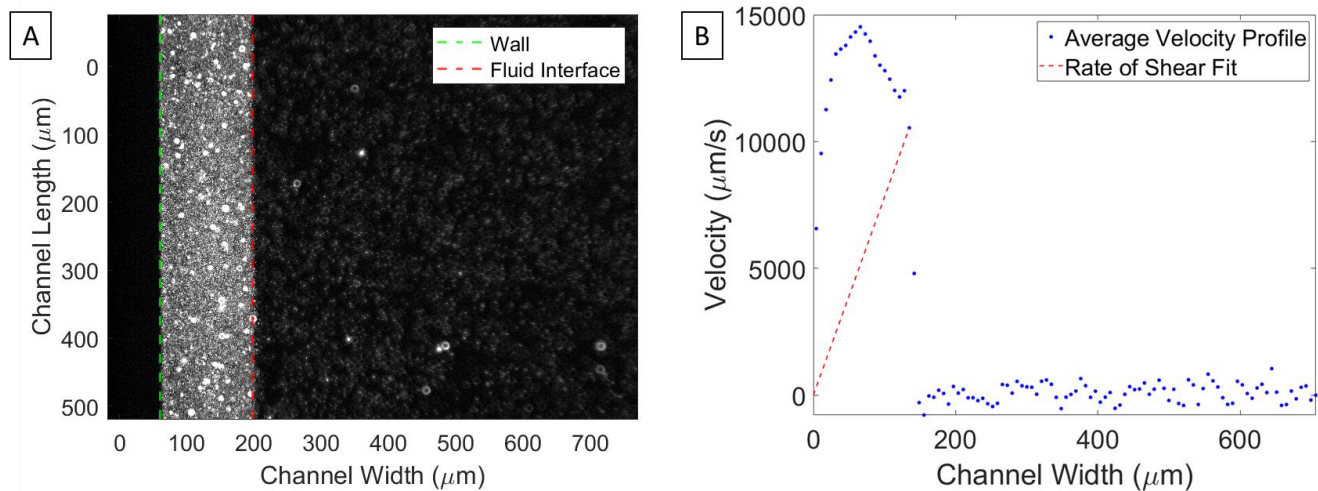 A
Wall
Fluid Interface
0
100
200
300
400
500
Channel Length (μm)
0 100 200 300 400 500 600 700
Channel Width (μm)
B
Average Velocity Profile
Rate of Shear Fit
15000
10000
5000
0
Velocity (μm/s)
0 200 400 600
Channel Width (μm)